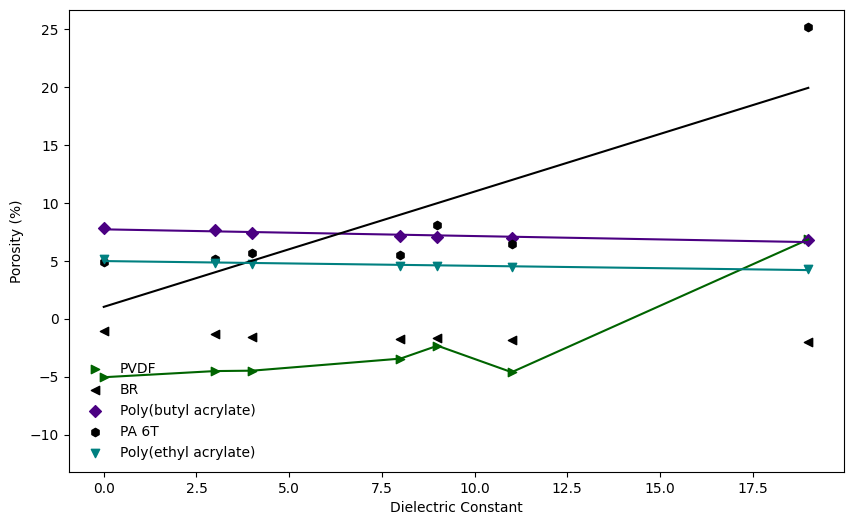 25
20
15
10
5
0
−5
−10
Porosity (%)
PVDF
BR
Poly(butyl acrylate)
PA 6T
Poly(ethyl acrylate)
0.0 2.5 5.0 7.5 10.0 12.5 15.0 17.5
Dielectric Constant